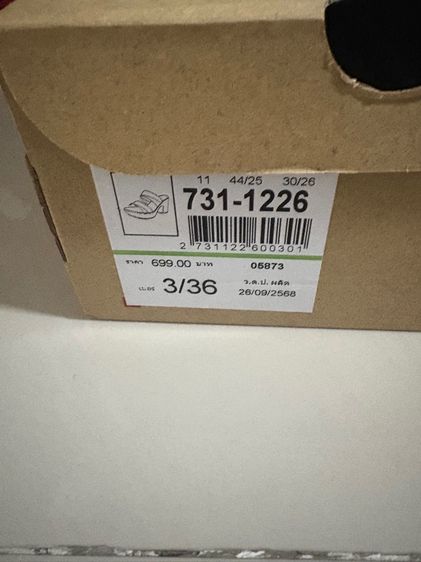 11 44/25 30/26
731-1226
2 731122 600301
ราคา 699.00 บาท 05873
เบอร์ 3/36 ว.ด.ป. ผลิต
26/09/2568